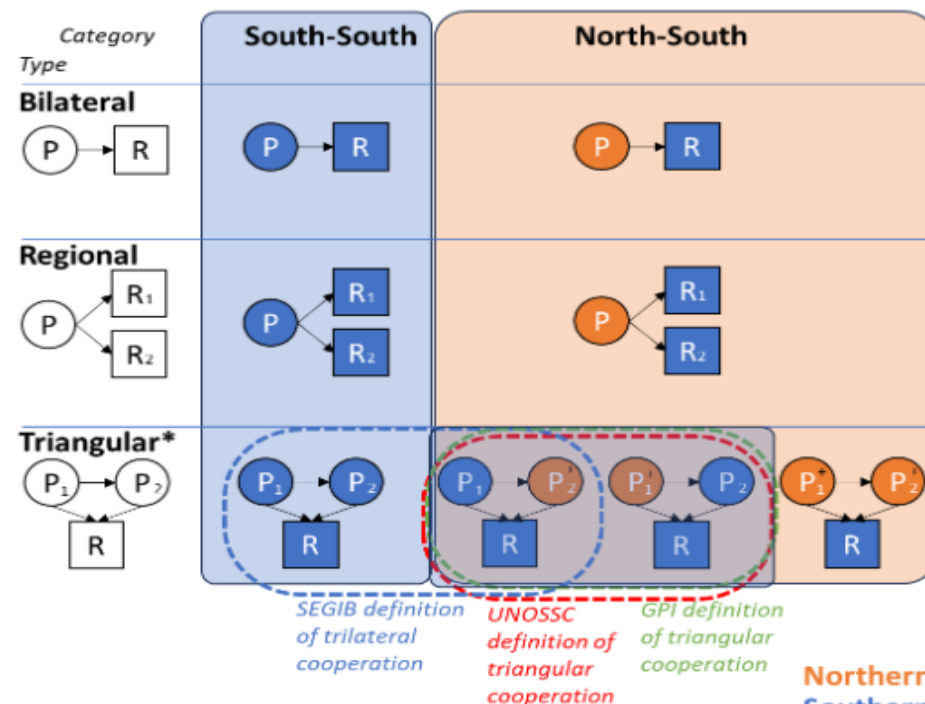 Category South-South North-South
Type
Bilateral
P R P R P R
Regional
P R₁ P R₁ P R₁
R₂ R₂ R₂
Triangular*
P₁ P₂ P₁ P₂ P₁ P₂ P₁ P₂ P₁ P₂
R R R R R
SEGIB definition
of trilateral
cooperation
UNOSSC
definition of
triangular
cooperation
GPI definition
of triangular
cooperation
Northern